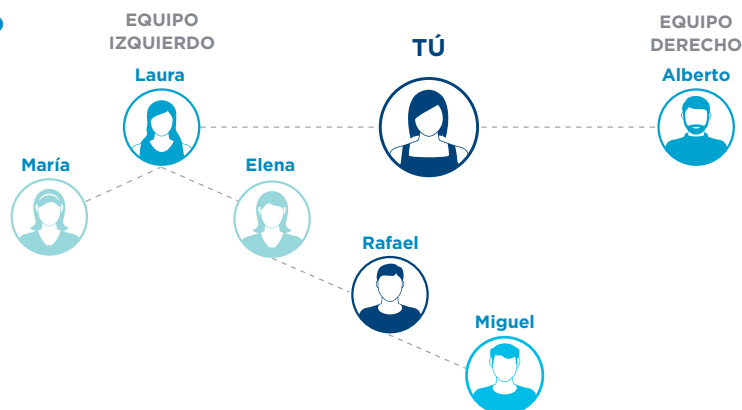 EQUIPO
IZQUIERDO
TÚ
EQUIPO
DERECHO
Laura
Alberto
María
Elena
Rafael
Miguel